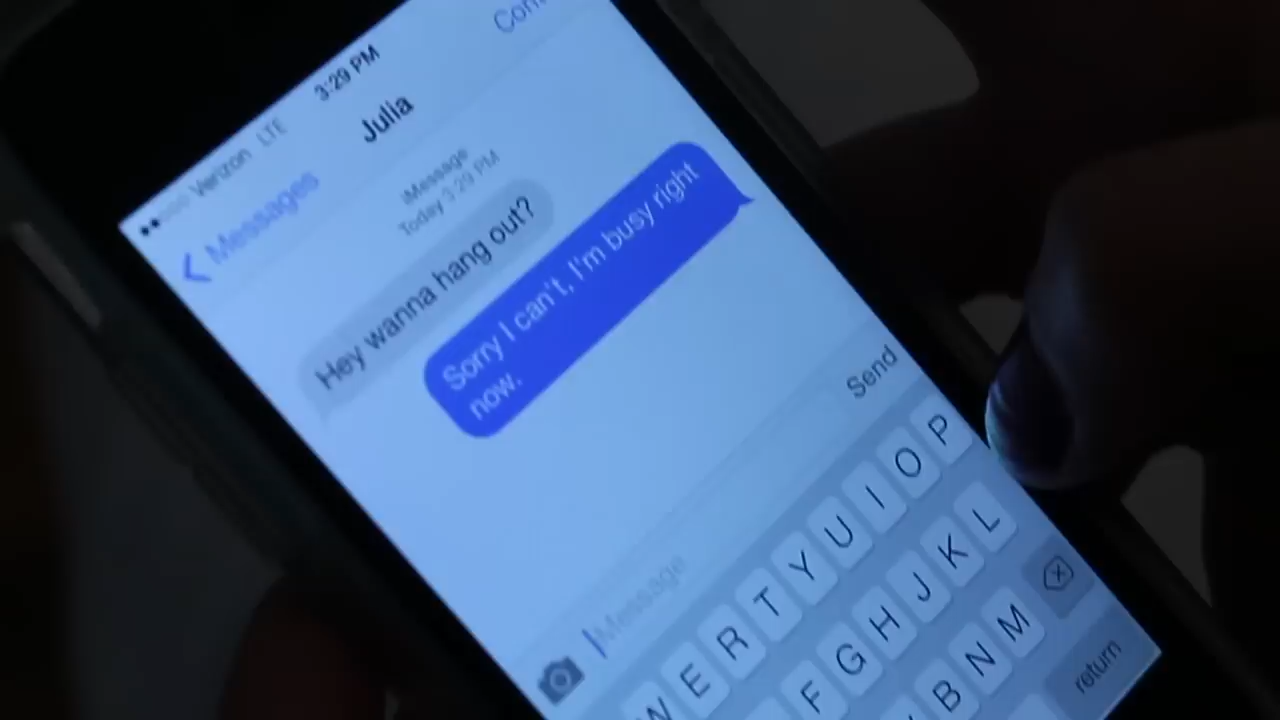 Verizon LTE 3:29 PM
Messages Julia
iMessage
Today 3:29 PM
Hey wanna hang out?
Sorry I can't, I'm busy right
now.
Message Send
W E R T Y U I O P
F G H J K L
B N M
return